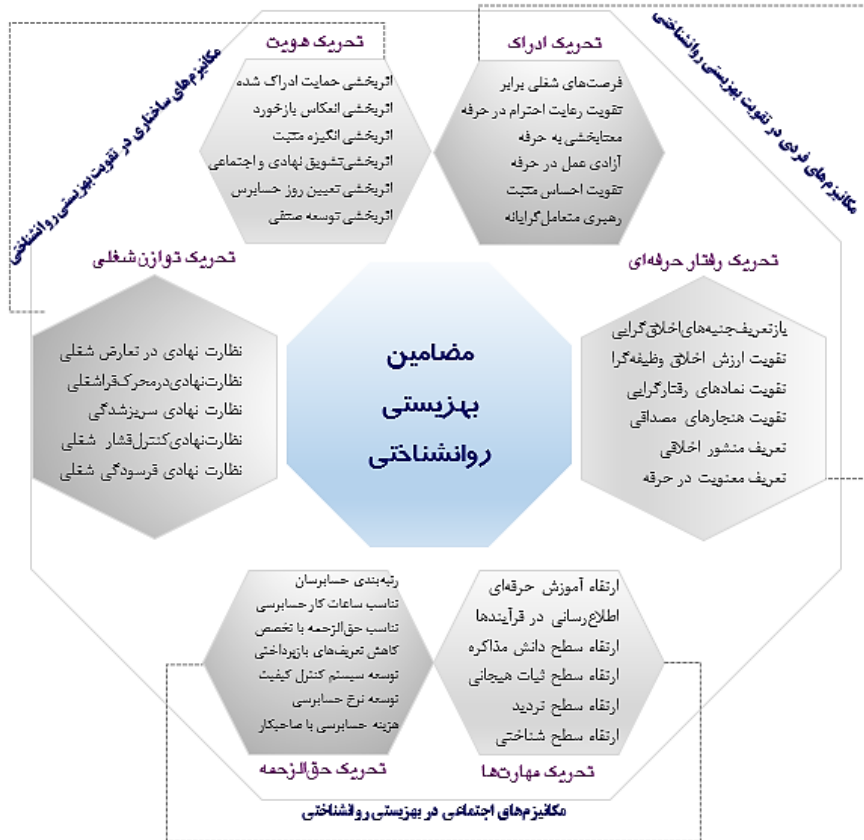 مکانیزم‌های فردی در تقویت بهزیستی روانشناختی
مکانیزم‌های ساختاری در تقویت بهزیستی روانشناختی
تحریک ادراک
فرصت‌های شغلی برابر
تقویت رعایت احترام در حرفه
معنابخشی به حرفه
آزادی عمل در حرفه
تقویت احساس مثبت
رهبری متعامل‌گرایانه
تحریک هویت
اثربخشی حمایت ادراک شده
اثربخشی انعکاس بازخورد
اثربخشی انگیزه مثبت
اثربخشی تشویق نهادی و اجتماعی
اثربخشی تعیین روز حسابرس
اثربخشی توسعه صنفی
تحریک رفتار حرفه‌ای
بازتعریف جنبه‌های اخلاق‌گرایی
تقویت ارزش اخلاق وظیفه‌گرا
تقویت نمادهای رفتارگرایی
تقویت هنجارهای مصداقی
تعریف منشور اخلاقی
تعریف معنویت در حرفه
مضامین
بهزیستی
روانشناختی
تحریک توازن شغلی
نظارت نهادی در تعارض شغلی
نظارت نهادی در محرک فراشغلی
نظارت نهادی سرریزشدگی
نظارت نهادی کنترل فشار شغلی
نظارت نهادی فرسودگی شغلی
ارتقاء آموزش حرفه‌ای
اطلاع‌رسانی در فرآیندها
ارتقاء سطح دانش مذاکره
ارتقاء سطح ثبات هیجانی
ارتقاء سطح تردید
ارتقاء سطح شناختی
تحریک مهارت‌ها
رتبه‌بندی حسابرسان
تناسب ساعات کار حسابرسی
تناسب حق‌الزحمه با تخصص
کاهش تعریف‌های بازپرداختی
توسعه سیستم کنترل کیفیت
توسعه نرخ حسابرسی
هزینه حسابرسی با صاحبکار
تحریک حق‌الزحمه
مکانیزم‌های اجتماعی در بهزیستی روانشناختی